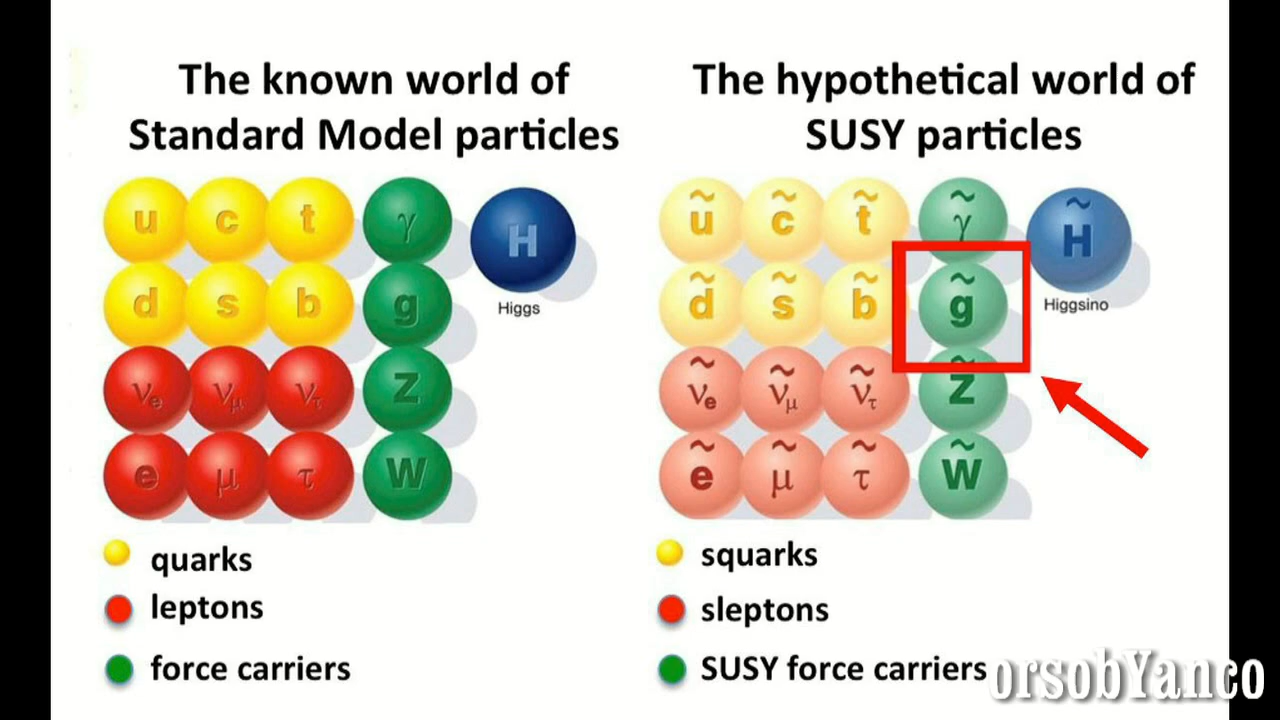 The known world of
Standard Model particles
u c t γ
d s b g
νe νμ ντ Z
e μ τ W
H
Higgs
quarks
leptons
force carriers
The hypothetical world of
SUSY particles
ũ c̃ t̃ γ̃
d̃ s̃ b̃ g̃
ν̃e ν̃μ ν̃τ Z̃
ẽ μ̃ τ̃ W̃
H̃
Higgsino
squarks
sleptons
SUSY force carriers
orsobYanco